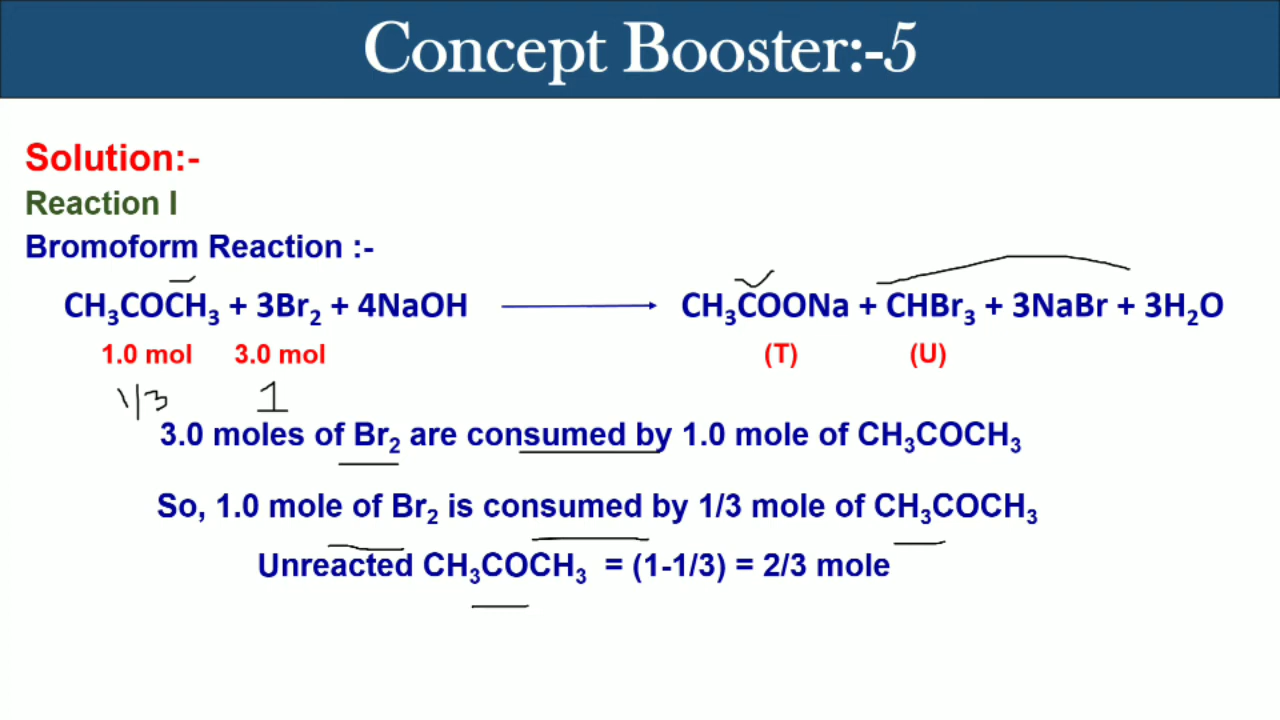 Concept Booster:-5
Solution:-
Reaction I
Bromoform Reaction :-
CH₃COCH₃ + 3Br₂ + 4NaOH ⟶ CH₃COONa + CHBr₃ + 3NaBr + 3H₂O
1.0 mol 3.0 mol (T) (U)
1/3 1
3.0 moles of Br₂ are consumed by 1.0 mole of CH₃COCH₃
So, 1.0 mole of Br₂ is consumed by 1/3 mole of CH₃COCH₃
Unreacted CH₃COCH₃ = (1-1/3) = 2/3 mole